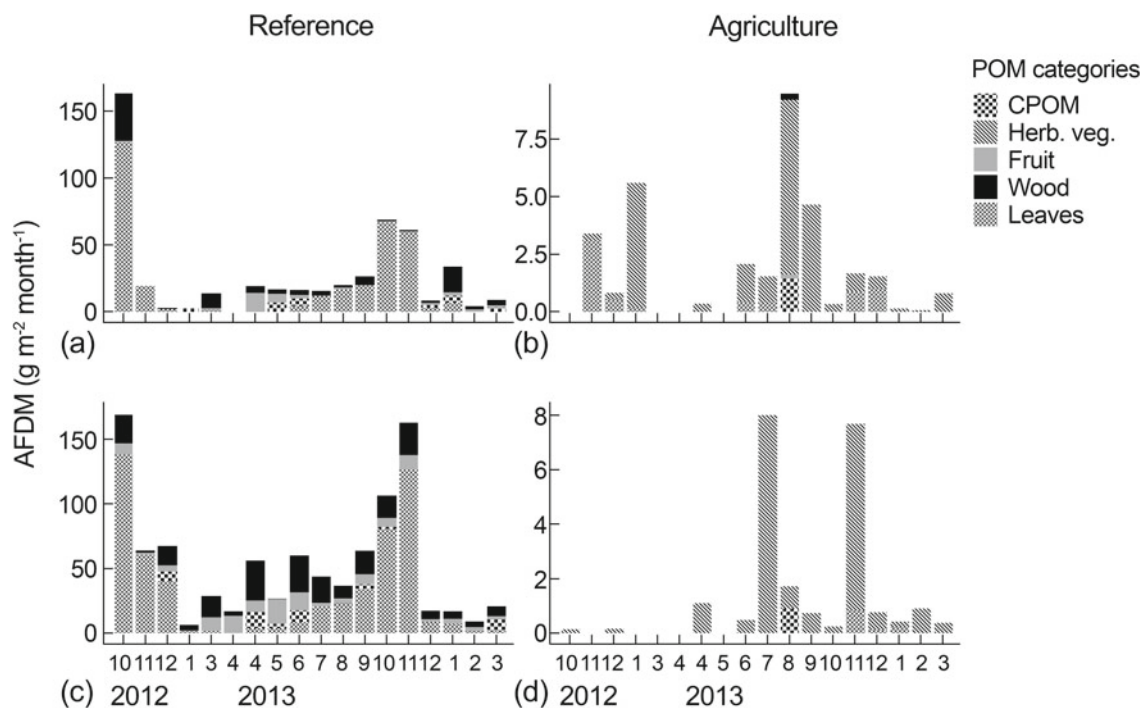 Reference
Agriculture
POM categories
CPOM
Herb. veg.
Fruit
Wood
Leaves
AFDM (g m⁻² month⁻¹)
150
100
50
0
(a)
7.5
5.0
2.5
0.0
(b)
150
100
50
0
10 11 12 1 3 4 4 5 6 7 8 9 10 11 12 1 3
(c) 2012 2013
8
6
4
2
0
10 11 12 1 3 4 4 5 6 7 8 9 10 11 12 1 2 3
(d) 2012 2013